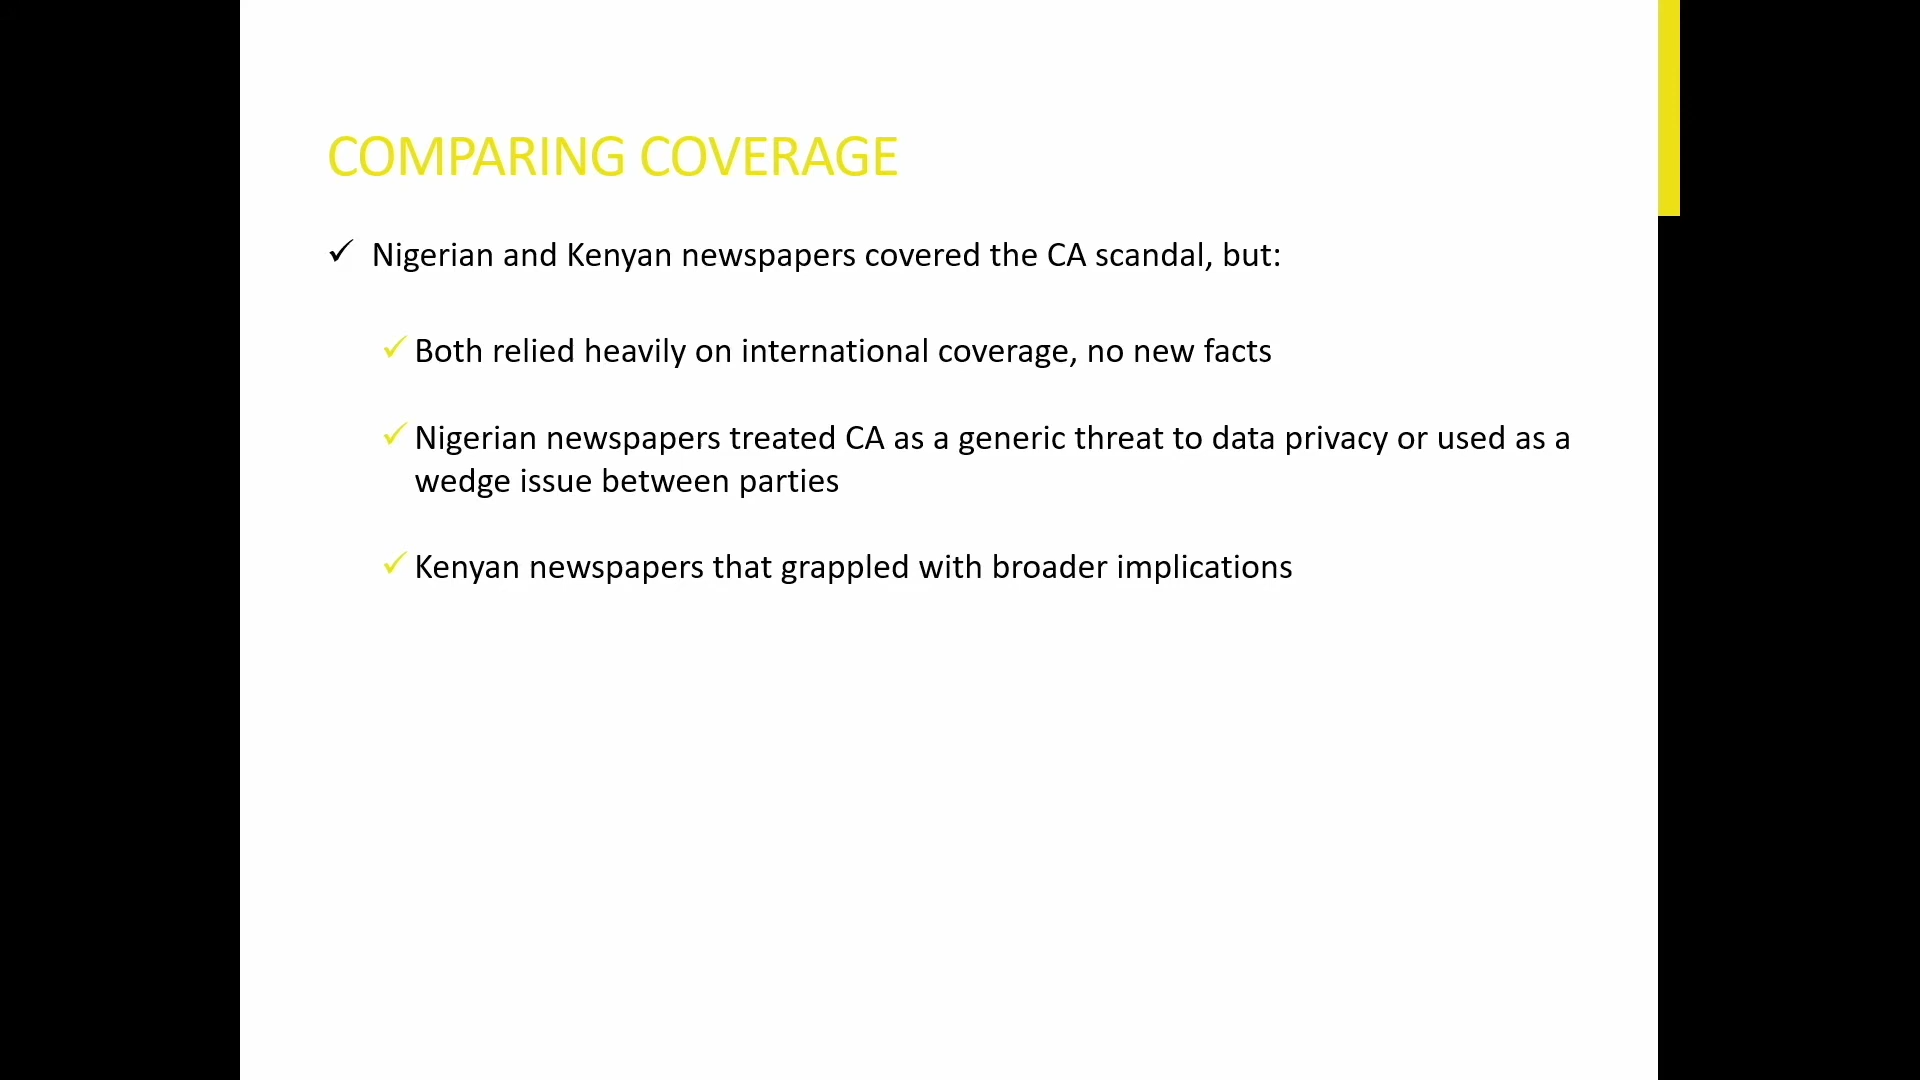 COMPARING COVERAGE
✓ Nigerian and Kenyan newspapers covered the CA scandal, but:
✓ Both relied heavily on international coverage, no new facts
✓ Nigerian newspapers treated CA as a generic threat to data privacy or used as a
wedge issue between parties
✓ Kenyan newspapers that grappled with broader implications